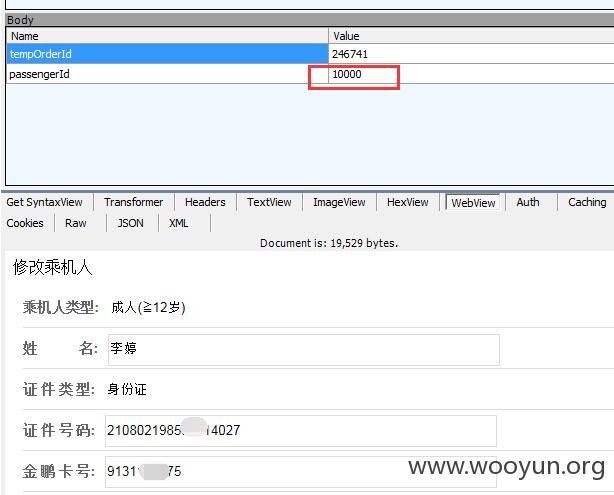 Body
Name Value
tempOrderId 246741
passengerId 10000
Get SyntaxView Transformer Headers TextView ImageView HexView WebView Auth Caching
Cookies Raw JSON XML
Document is: 19,529 bytes.
修改乘机人
乘机人类型: 成人(≧12岁)
姓 名: 李婷
证件类型: 身份证
证件号码: 210802198 14027
金鹏卡号: 9131 75
www.wooyun.org